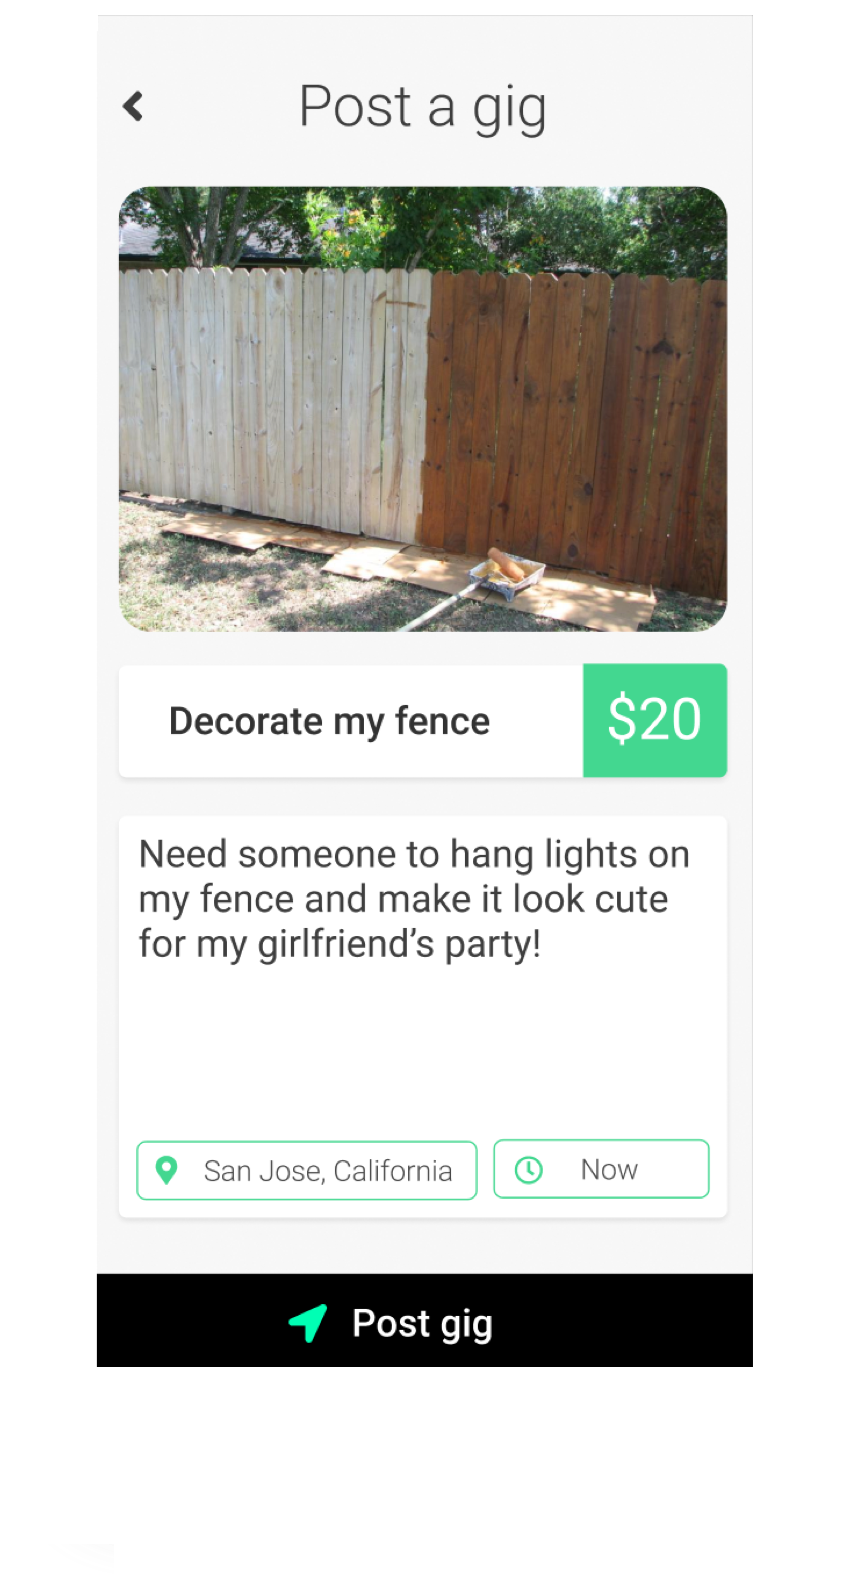 Post a gig
Decorate my fence
$20
Need someone to hang lights on
my fence and make it look cute
for my girlfriend’s party!
San Jose, California
Now
Post gig